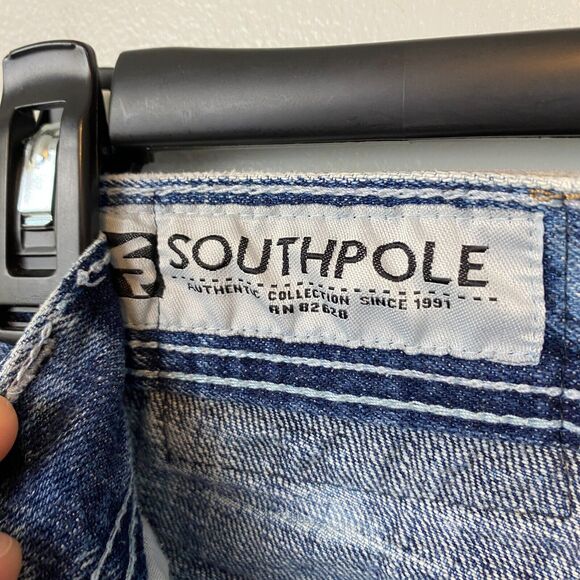 SOUTHPOLE
AUTHENTIC COLLECTION SINCE 1991
RN 82628